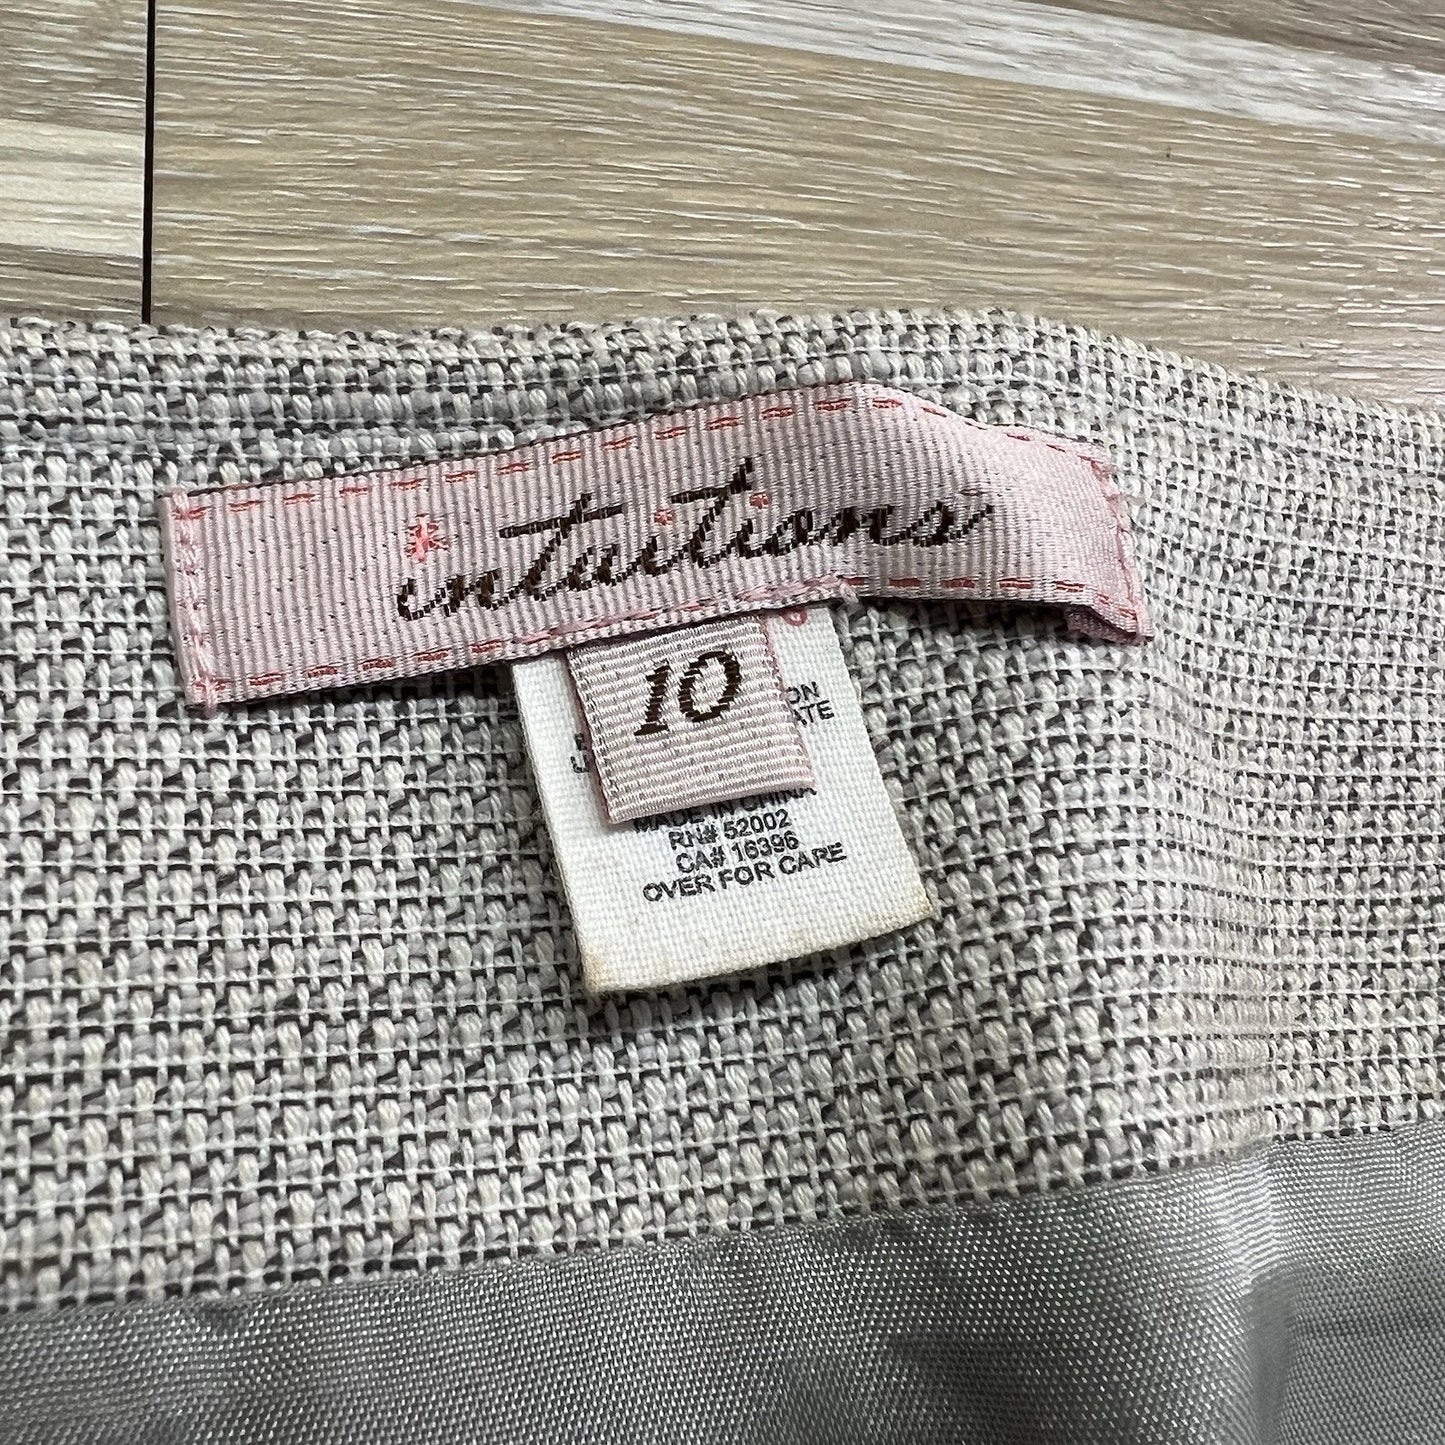 intuitions
10
MADE IN CHINA
RN# 52002
CA# 16396
OVER FOR CARE